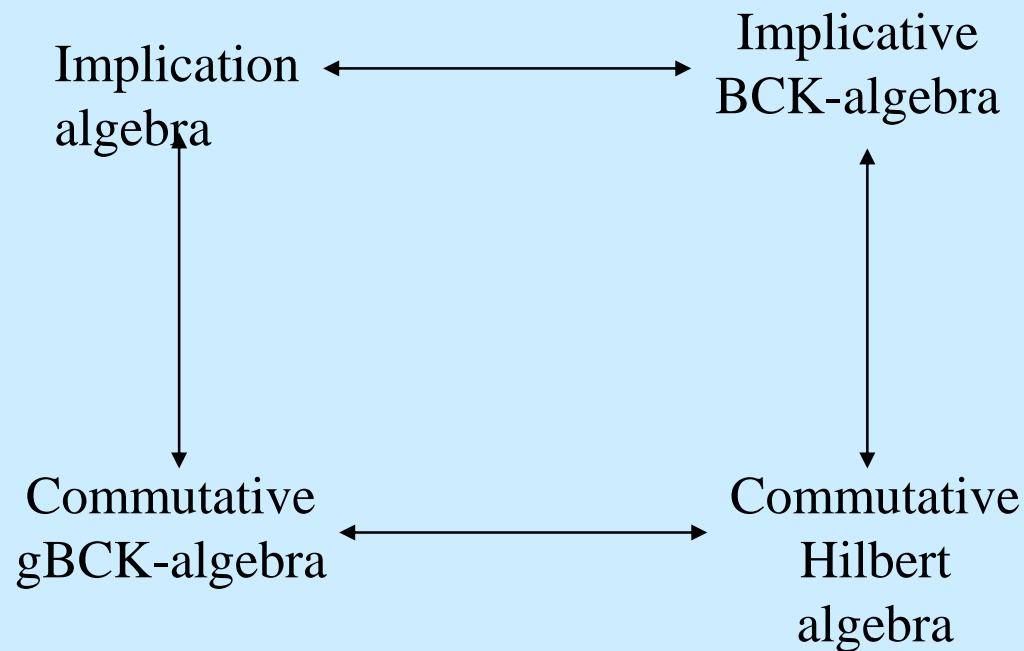 Implication
algebra
Implicative
BCK-algebra
Commutative
gBCK-algebra
Commutative
Hilbert
algebra